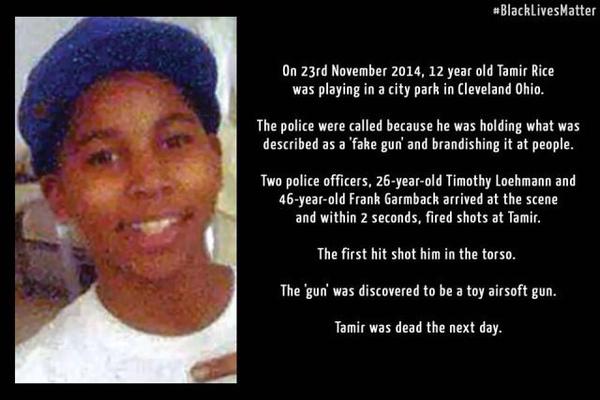 #BlackLivesMatter
On 23rd November 2014, 12 year old Tamir Rice
was playing in a city park in Cleveland Ohio.
The police were called because he was holding what was
described as a 'fake gun' and brandishing it at people.
Two police officers, 26-year-old Timothy Loehmann and
46-year-old Frank Garmback arrived at the scene
and within 2 seconds, fired shots at Tamir.
The first hit shot him in the torso.
The 'gun' was discovered to be a toy airsoft gun.
Tamir was dead the next day.